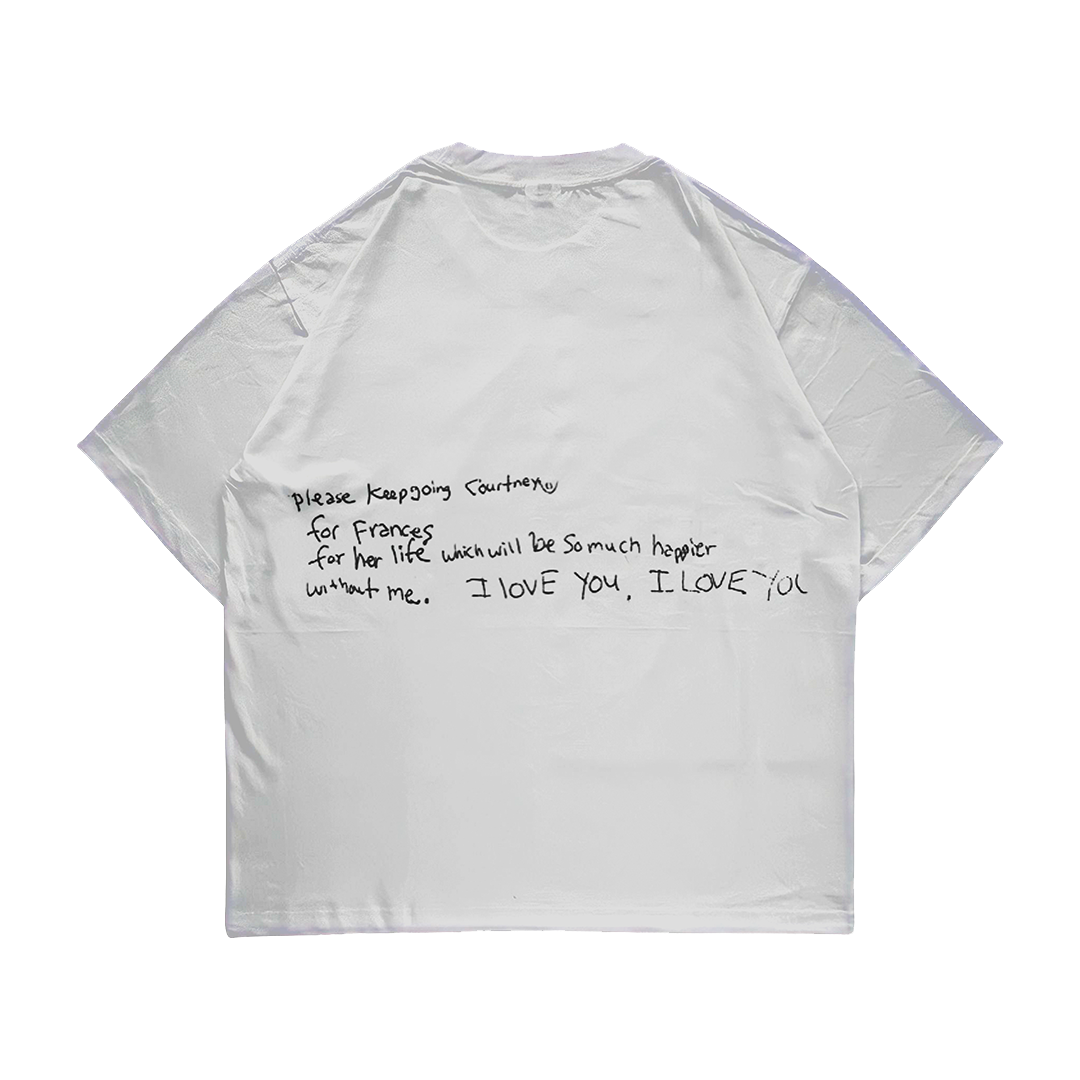 please Keepgoing Courtney
for Frances
for her life which will be so much happier
without me. I LOVE YOU, I LOVE YOU